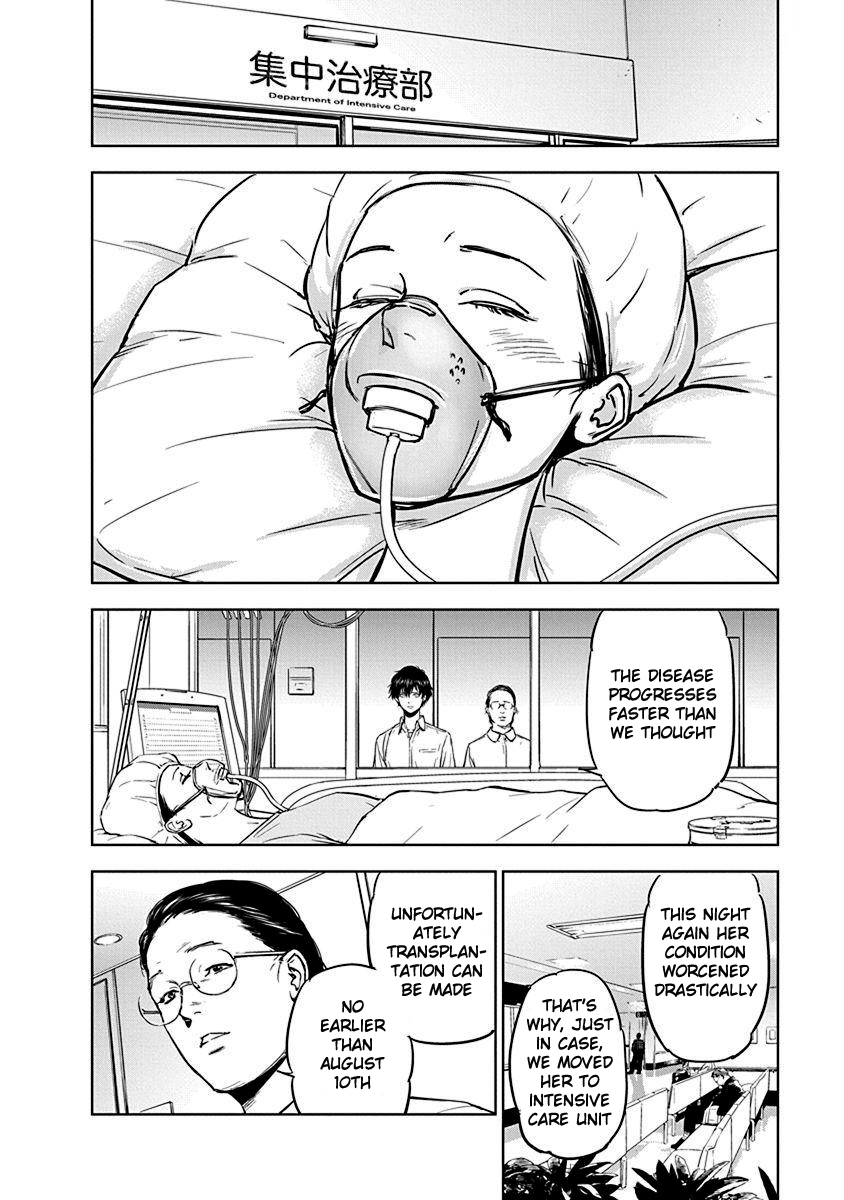 集中治療部
Department of Intensive Care
THE DISEASE
PROGRESSES
FASTER THAN
WE THOUGHT
THIS NIGHT
AGAIN HER
CONDITION
WORCENED
DRASTICALLY
THAT'S
WHY, JUST
IN CASE,
WE MOVED
HER TO
INTENSIVE
CARE UNIT
UNFORTUN-
ATELY
TRANSPLAN-
TATION CAN
BE MADE
NO
EARLIER
THAN
AUGUST
10TH